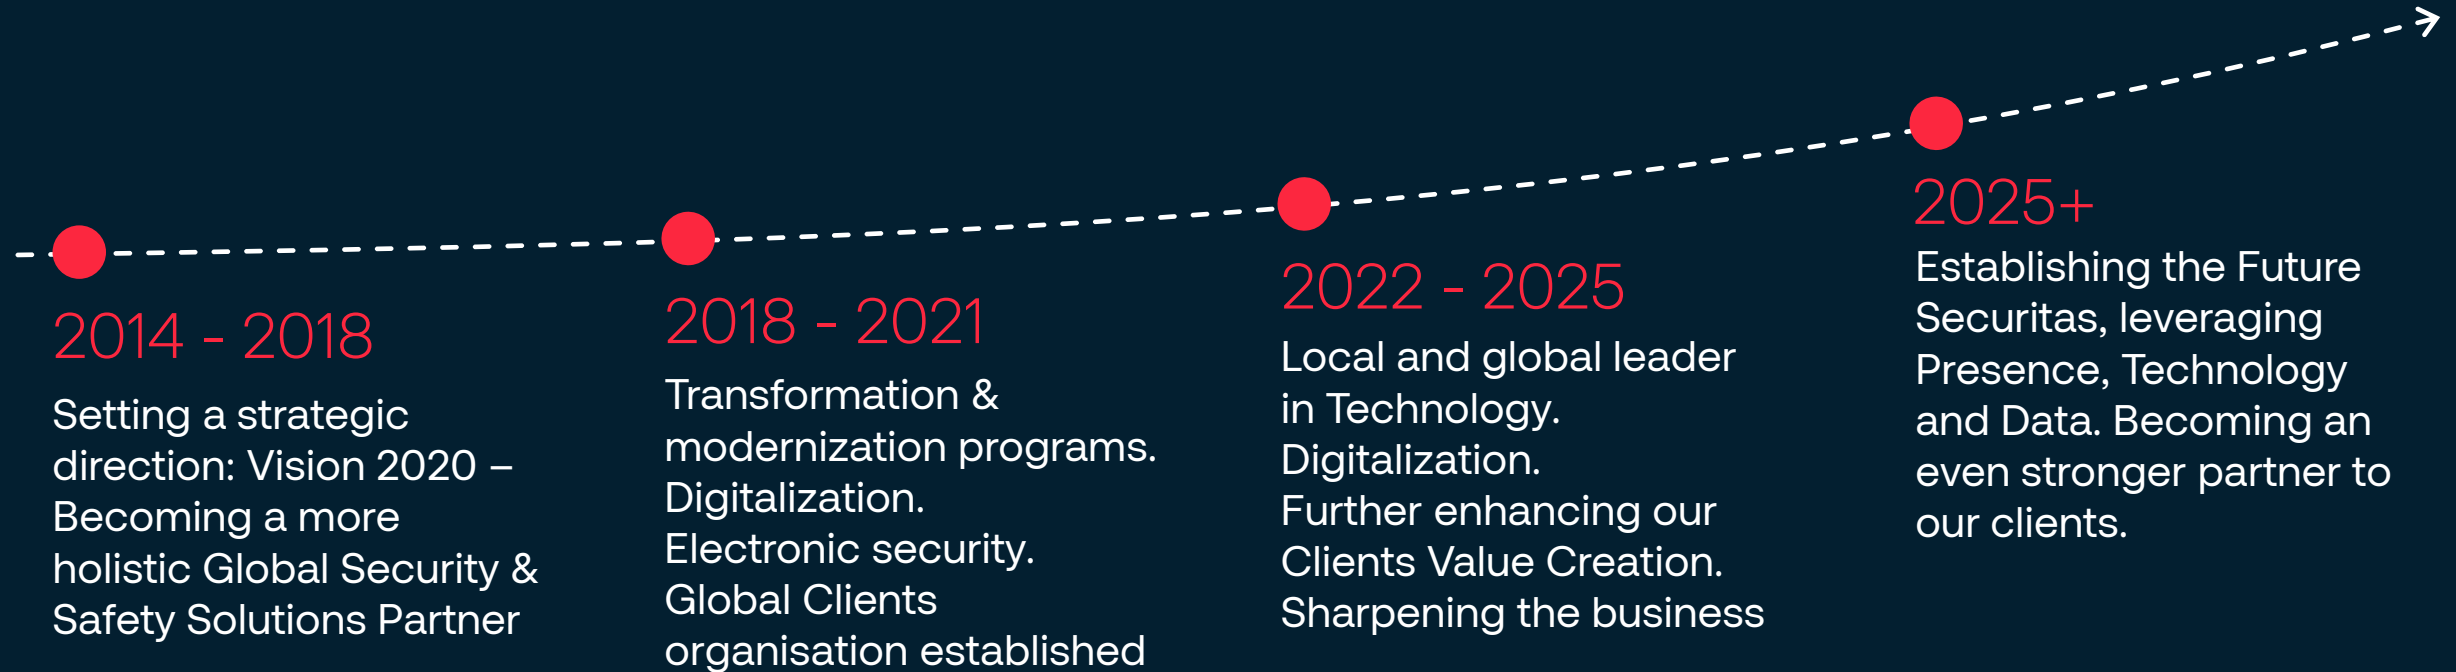 2014 - 2018
Setting a strategic
direction: Vision 2020 –
Becoming a more
holistic Global Security &
Safety Solutions Partner
2018 - 2021
Transformation &
modernization programs.
Digitalization.
Electronic security.
Global Clients
organisation established
2022 - 2025
Local and global leader
in Technology.
Digitalization.
Further enhancing our
Clients Value Creation.
Sharpening the business
2025+
Establishing the Future
Securitas, leveraging
Presence, Technology
and Data. Becoming an
even stronger partner to
our clients.